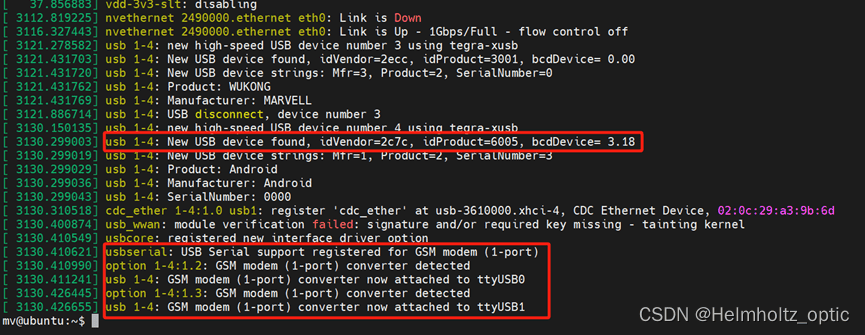 [   37.856883] vdd-3v3-slt: disabling
[ 3112.819225] nvethernet 2490000.ethernet eth0: Link is Down
[ 3116.327443] nvethernet 2490000.ethernet eth0: Link is Up - 1Gbps/Full - flow control off
[ 3121.278582] usb 1-4: new high-speed USB device number 3 using tegra-xusb
[ 3121.431703] usb 1-4: New USB device found, idVendor=2ecc, idProduct=3001, bcdDevice= 0.00
[ 3121.431720] usb 1-4: New USB device strings: Mfr=3, Product=2, SerialNumber=0
[ 3121.431762] usb 1-4: Product: WUKONG
[ 3121.431769] usb 1-4: Manufacturer: MARVELL
[ 3121.886714] usb 1-4: USB disconnect, device number 3
[ 3130.150135] usb 1-4: new high-speed USB device number 4 using tegra-xusb
[ 3130.299003] usb 1-4: New USB device found, idVendor=2c7c, idProduct=6005, bcdDevice= 3.18
[ 3130.299019] usb 1-4: New USB device strings: Mfr=1, Product=2, SerialNumber=3
[ 3130.299029] usb 1-4: Product: Android
[ 3130.299036] usb 1-4: Manufacturer: Android
[ 3130.299043] usb 1-4: SerialNumber: 0000
[ 3130.310518] cdc_ether 1-4:1.0 usb1: register 'cdc_ether' at usb-3610000.xhci-4, CDC Ethernet Device, 02:0c:29:a3:9b:6d
[ 3130.400874] usb_wwan: module verification failed: signature and/or required key missing - tainting kernel
[ 3130.410549] usbcore: registered new interface driver option
[ 3130.410621] usbserial: USB Serial support registered for GSM modem (1-port)
[ 3130.410990] option 1-4:1.2: GSM modem (1-port) converter detected
[ 3130.411241] usb 1-4: GSM modem (1-port) converter now attached to ttyUSB0
[ 3130.426445] option 1-4:1.3: GSM modem (1-port) converter detected
[ 3130.426655] usb 1-4: GSM modem (1-port) converter now attached to ttyUSB1
mv@ubuntu:~$
CSDN @Helmholtz_optic